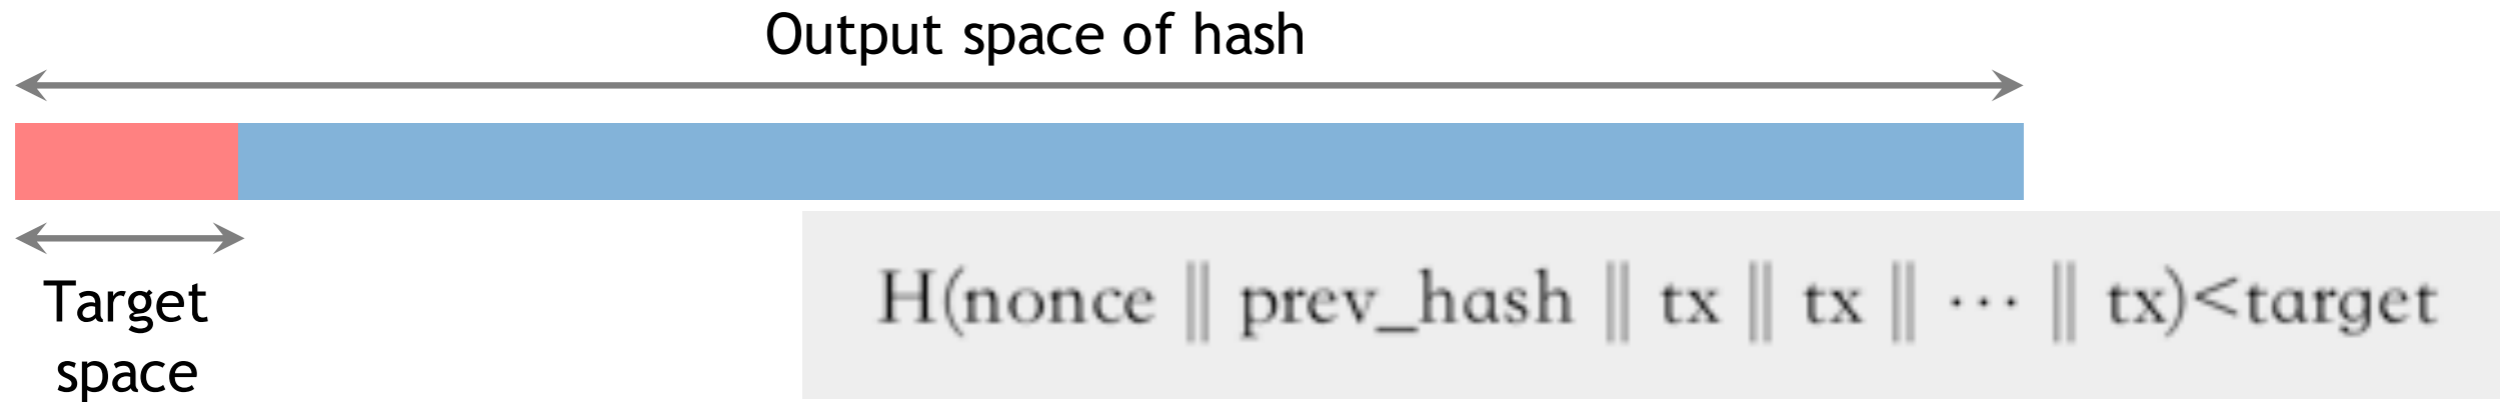 Output space of hash
Target
space
H(nonce || prev_hash || tx || tx || ··· || tx)<target